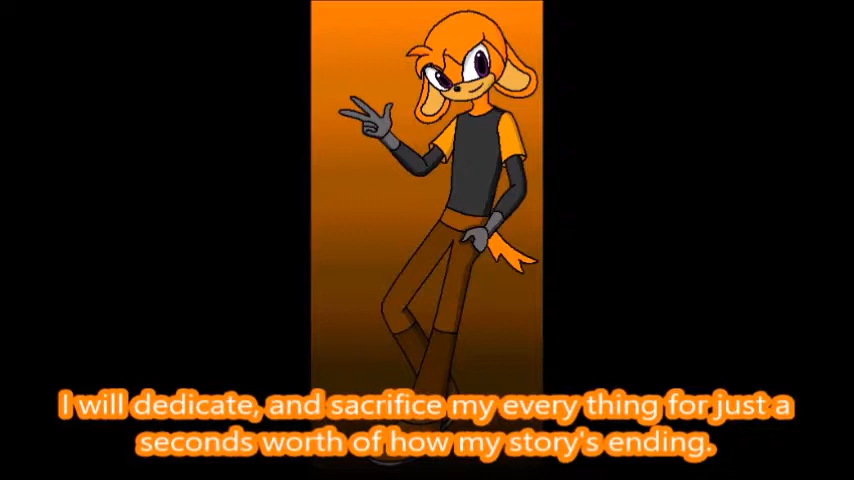 I will dedicate, and sacrifice my every thing for just a
seconds worth of how my story's ending.